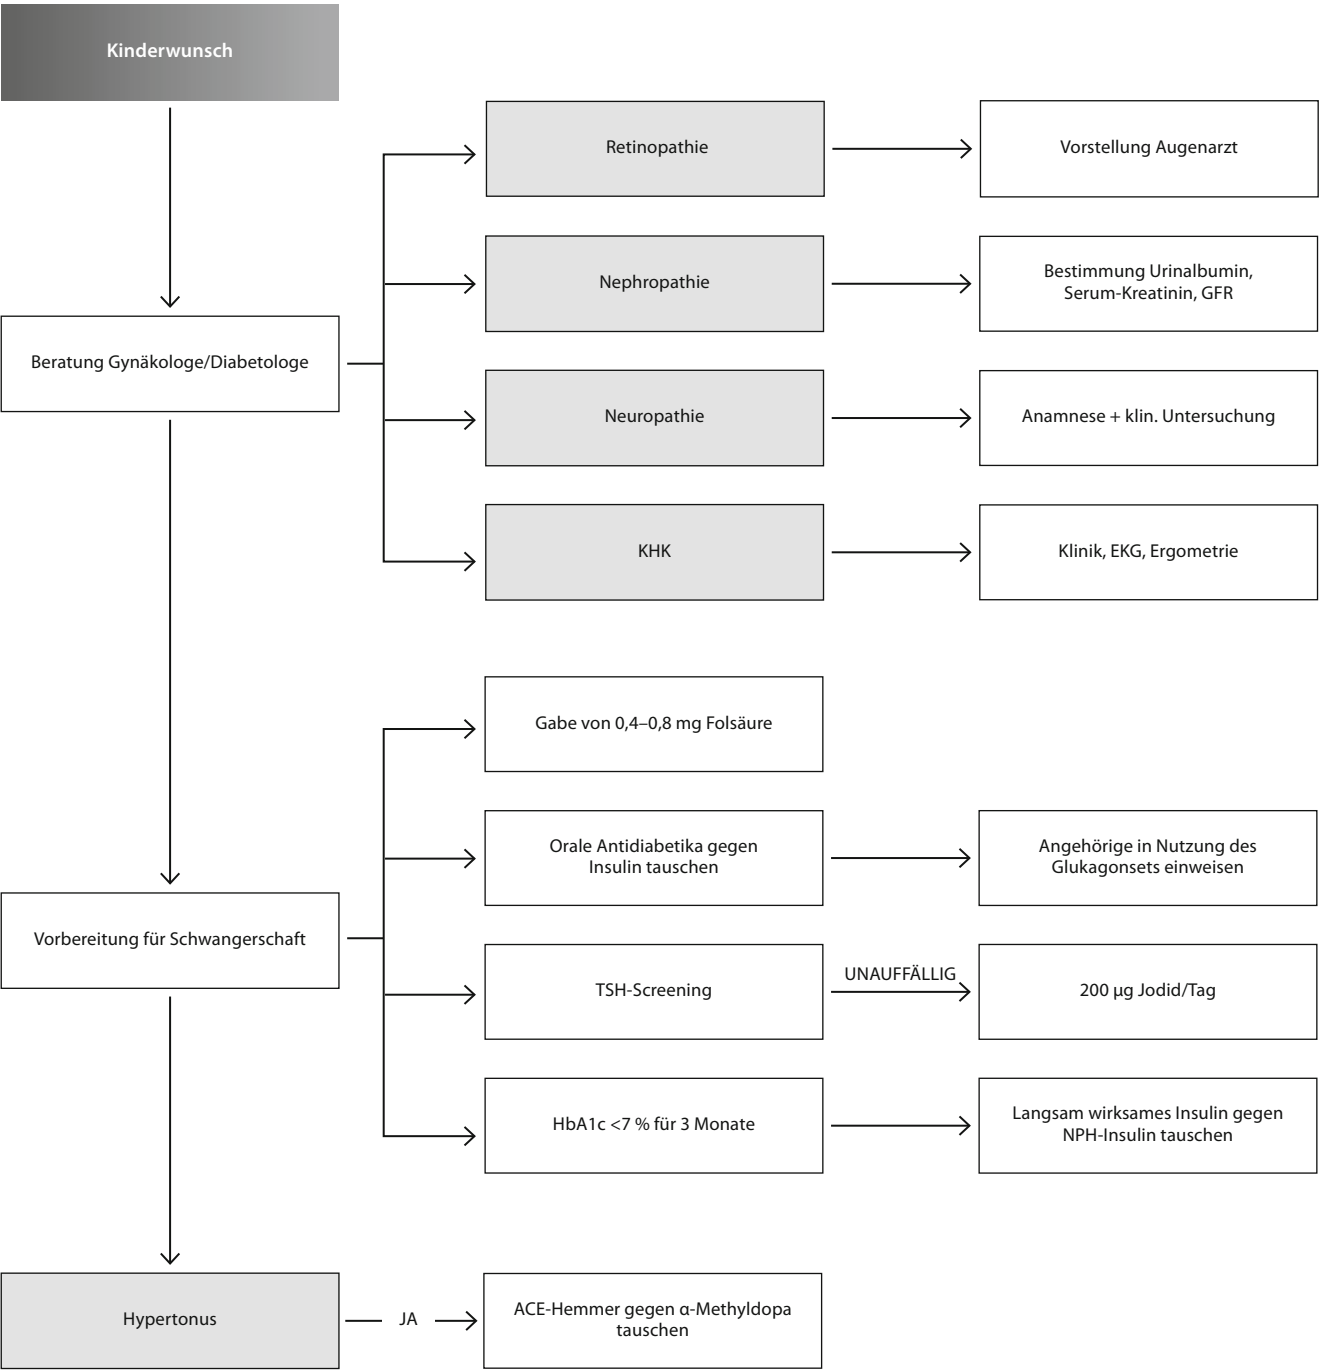 Kinderwunsch
Retinopathie
Vorstellung Augenarzt
Nephropathie
Bestimmung Urinalbumin,
Serum-Kreatinin, GFR
Beratung Gynäkologe/Diabetologe
Neuropathie
Anamnese + klin. Untersuchung
KHK
Klinik, EKG, Ergometrie
Gabe von 0,4–0,8 mg Folsäure
Orale Antidiabetika gegen
Insulin tauschen
Angehörige in Nutzung des
Glukagonsets einweisen
Vorbereitung für Schwangerschaft
TSH-Screening
UNAUFFÄLLIG
200 µg Jodid/Tag
HbA1c <7 % für 3 Monate
Langsam wirksames Insulin gegen
NPH-Insulin tauschen
Hypertonus
JA
ACE-Hemmer gegen α-Methyldopa
tauschen